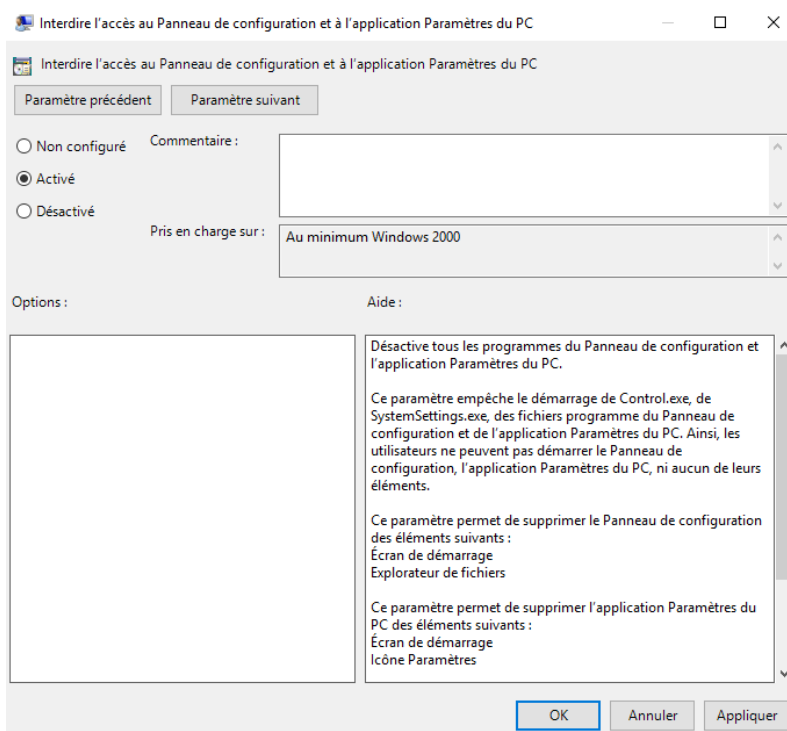 Interdire l'accès au Panneau de configuration et à l'application Paramètres du PC
Interdire l'accès au Panneau de configuration et à l'application Paramètres du PC
Paramètre précédent
Paramètre suivant
Non configuré
Commentaire :
Activé
Désactivé
Pris en charge sur :
Au minimum Windows 2000
Options :
Aide :
Désactive tous les programmes du Panneau de configuration et
l'application Paramètres du PC.
Ce paramètre empêche le démarrage de Control.exe, de
SystemSettings.exe, des fichiers programme du Panneau de
configuration et de l'application Paramètres du PC. Ainsi, les
utilisateurs ne peuvent pas démarrer le Panneau de
configuration, l'application Paramètres du PC, ni aucun de leurs
éléments.
Ce paramètre permet de supprimer le Panneau de configuration
des éléments suivants :
Écran de démarrage
Explorateur de fichiers
Ce paramètre permet de supprimer l'application Paramètres du
PC des éléments suivants :
Écran de démarrage
Icône Paramètres
OK
Annuler
Appliquer